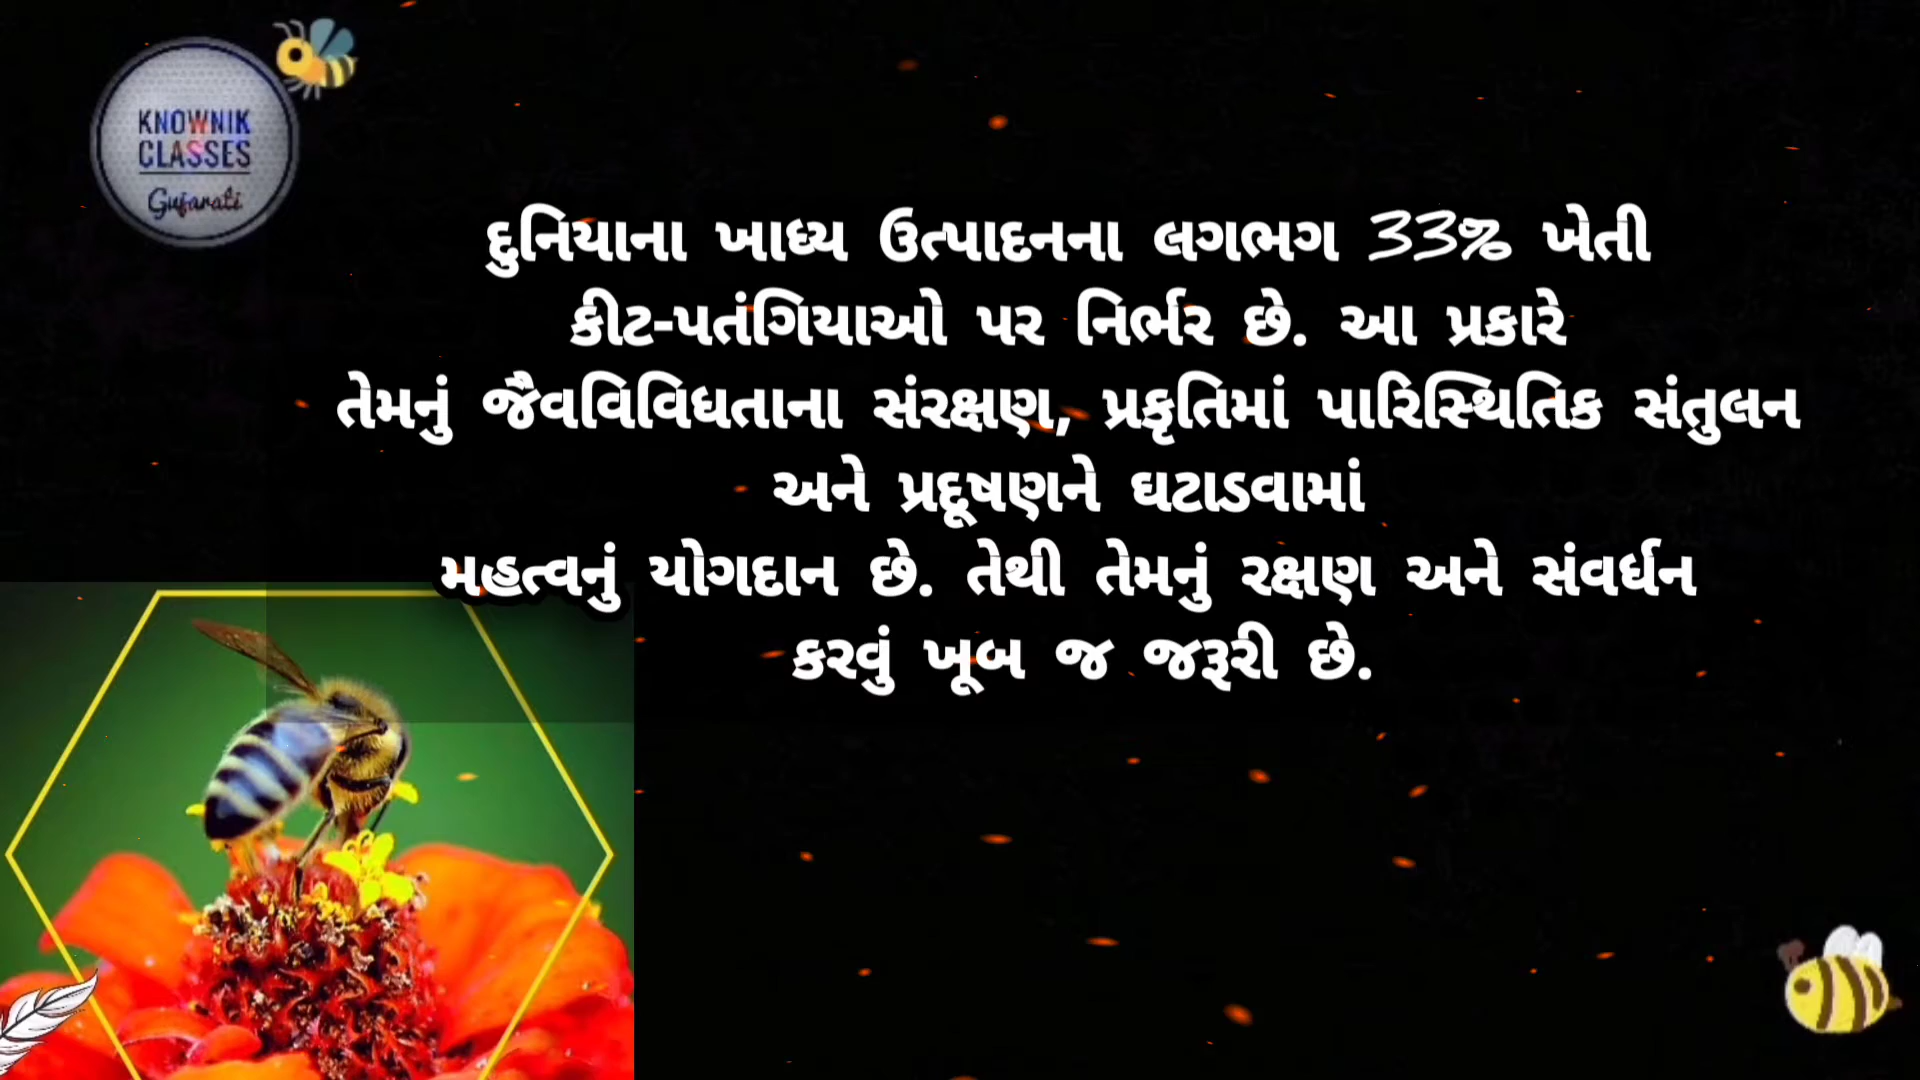 KNOWNIK
CLASSES
Gujarati
દુનિયાના ખાધ્ય ઉત્પાદનના લગભગ 33% ખેતી
કીટ-પતંગિયાઓ પર નિર્ભર છે. આ પ્રકારે
તેમનું જૈવવિવિધતાના સંરક્ષણ, પ્રકૃતિમાં પારિસ્થિતિક સંતુલન
અને પ્રદૂષણને ઘટાડવામાં
મહત્વનું યોગદાન છે. તેથી તેમનું રક્ષણ અને સંવર્ધન
કરવું ખૂબ જ જરૂરી છે.